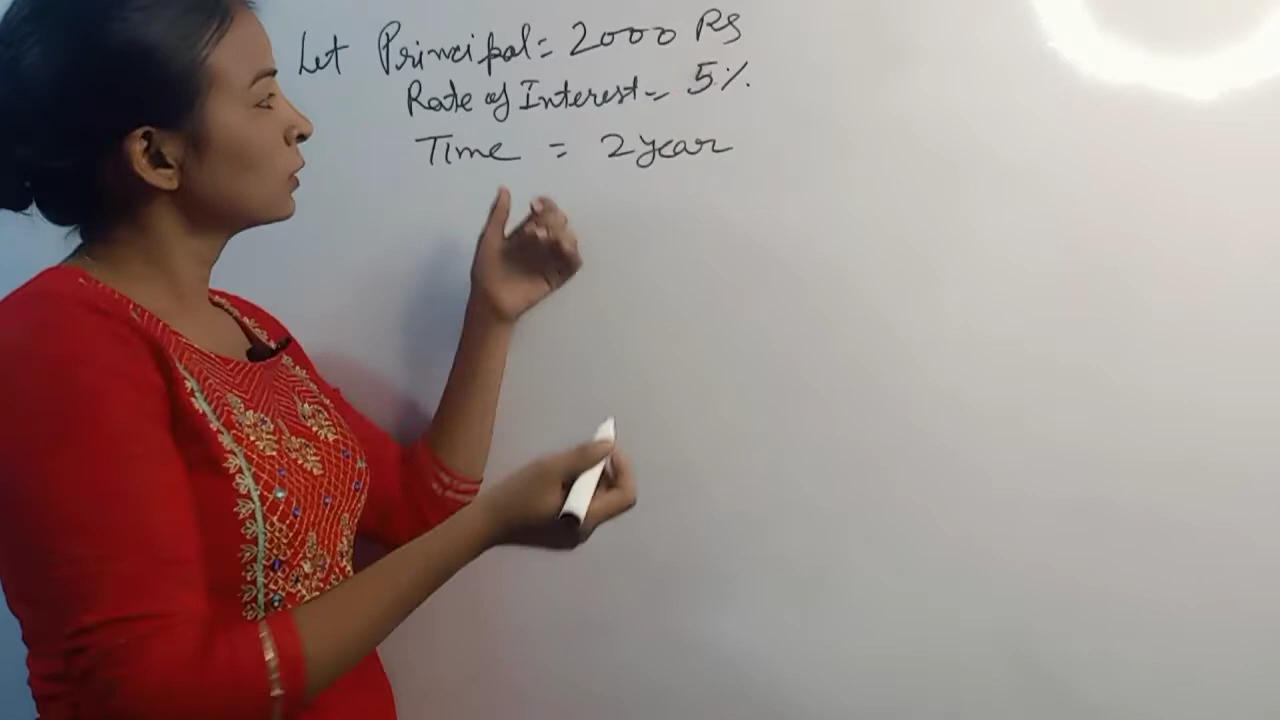 Let Principal = 2000 Rs
Rate of Interest = 5%
Time = 2 year